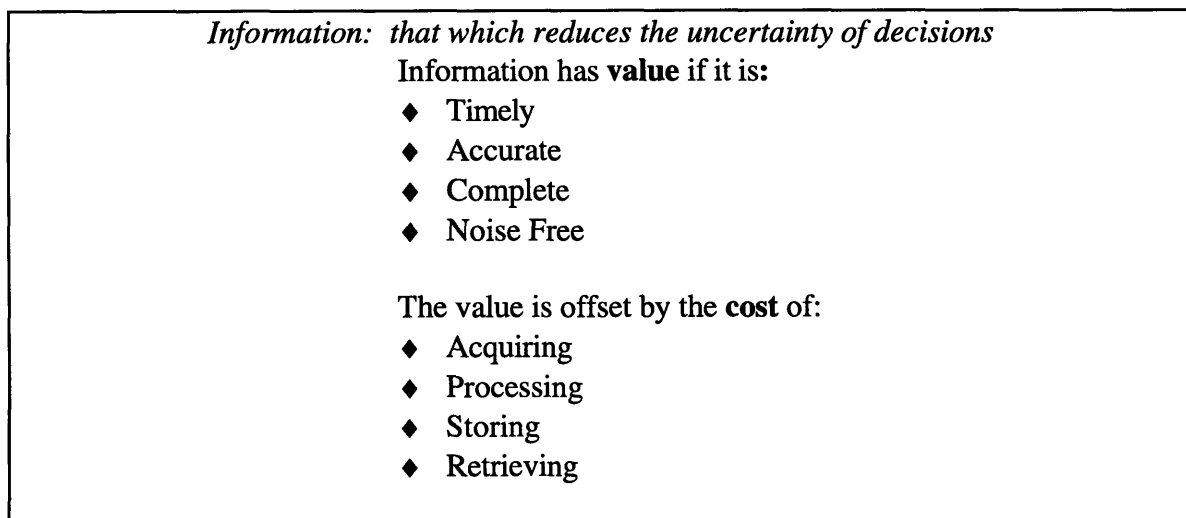 Information: that which reduces the uncertainty of decisions
Information has value if it is:
♦ Timely
♦ Accurate
♦ Complete
♦ Noise Free
The value is offset by the cost of:
♦ Acquiring
♦ Processing
♦ Storing
♦ Retrieving